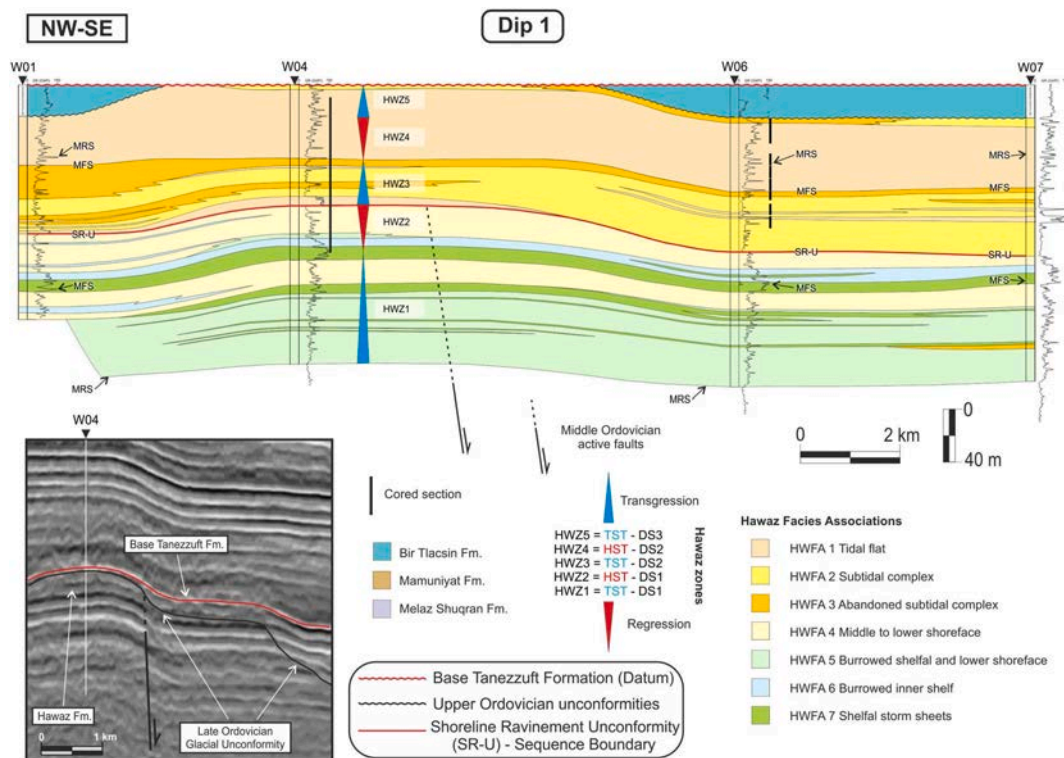 NW-SE
Dip 1
W01
W04
W06
W07
HWZ5
HWZ4
MRS
MFS
HWZ3
HWZ2
SR-U
MFS
HWZ1
MRS
MRS
MFS
SR-U
MFS
MRS
MRS
MFS
SR-U
MFS
W04
Base Tanezzuft Fm.
Hawaz Fm.
Late Ordovician
Glacial Unconformity
0 1 km
Middle Ordovician
active faults
0 2 km
0
40 m
Cored section
Bir Tlacsin Fm.
Mamuniyat Fm.
Melaz Shuqran Fm.
Transgression
HWZ5 = TST - DS3
HWZ4 = HST - DS2
HWZ3 = TST - DS2
HWZ2 = HST - DS1
HWZ1 = TST - DS1
Hawaz zones
Regression
Hawaz Facies Associations
HWFA 1 Tidal flat
HWFA 2 Subtidal complex
HWFA 3 Abandoned subtidal complex
HWFA 4 Middle to lower shoreface
HWFA 5 Burrowed shelfal and lower shoreface
HWFA 6 Burrowed inner shelf
HWFA 7 Shelfal storm sheets
Base Tanezzuft Formation (Datum)
Upper Ordovician unconformities
Shoreline Ravinement Unconformity
(SR-U) - Sequence Boundary